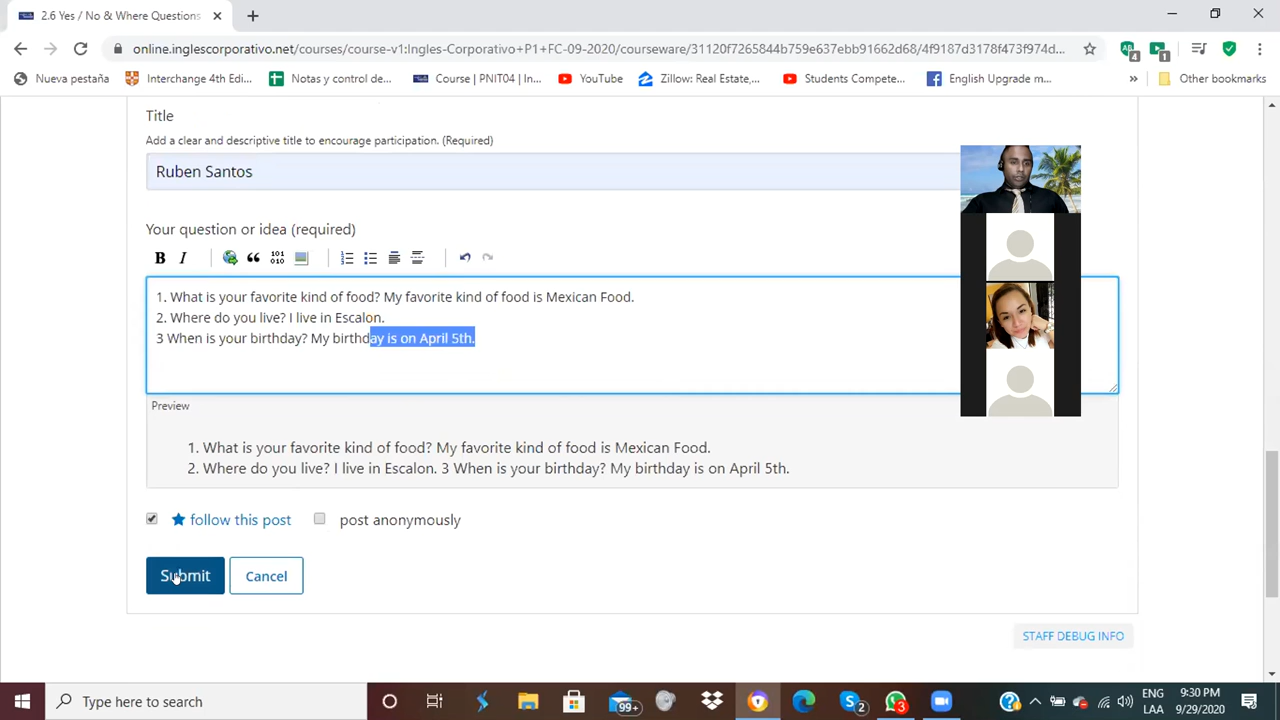 2.6 Yes / No & Where Questions
online.inglescorporativo.net/courses/course-v1:Ingles-Corporativo+P1+FC-09-2020/courseware/31120f7265844b759e637ebb91662d68/4f9187d3178f473f974d...
4
1
Nueva pestaña
Interchange 4th Edi...
Notas y control de...
Course | PNIT04 | In...
YouTube
Zillow: Real Estate,...
Students Compete...
English Upgrade m...
»
Other bookmarks
Title
Add a clear and descriptive title to encourage participation. (Required)
Ruben Santos
Your question or idea (required)
B I
101
010
1. What is your favorite kind of food? My favorite kind of food is Mexican Food.
2. Where do you live? I live in Escalon.
3 When is your birthday? My birthday is on April 5th.
Preview
1. What is your favorite kind of food? My favorite kind of food is Mexican Food.
2. Where do you live? I live in Escalon. 3 When is your birthday? My birthday is on April 5th.
follow this post
post anonymously
Submit
Cancel
STAFF DEBUG INFO
Type here to search
99+
2
3
ENG
LAA
9:30 PM
9/29/2020